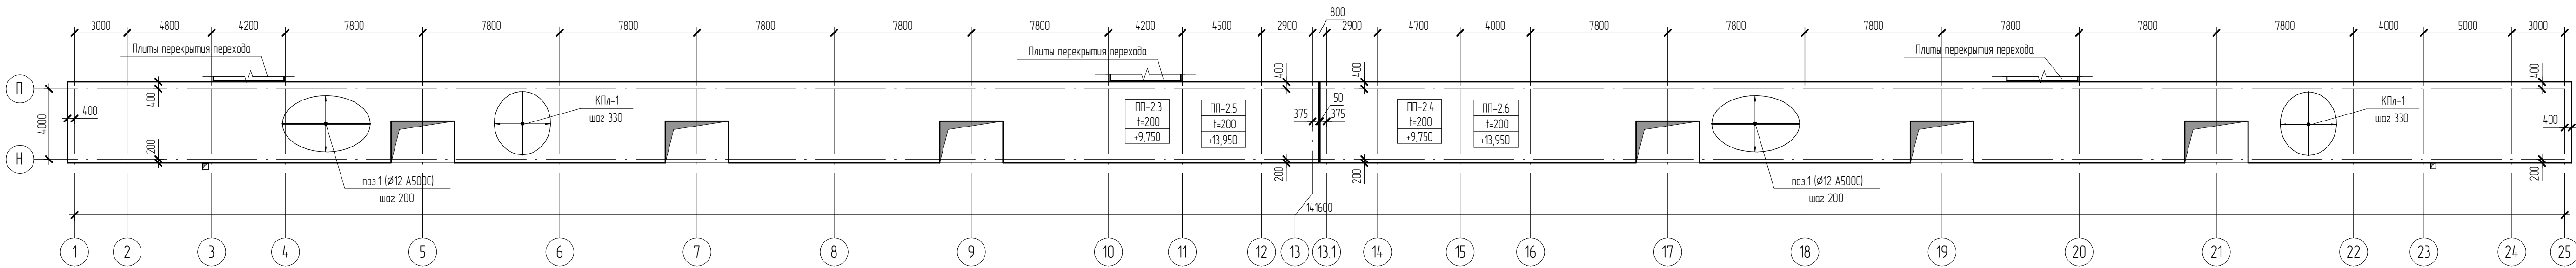 800
3000 4800 4200 7800 7800 7800 7800 7800 7800 4200 4500 2900 2900 4700 4000 7800 7800 7800 7800 7800 7800 4000 5000 3000
Плиты перекрытия перехода
Плиты перекрытия перехода
Плиты перекрытия перехода
П
Н
4000
400
400
200
КПл-1
шаг 330
поз.1 (Ø12 А500С)
шаг 200
ПП-2.3
t=200
+9,750
ПП-2.5
t=200
+13,950
400
375
50
375
400
200
200
ПП-2.4
t=200
+9,750
ПП-2.6
t=200
+13,950
поз.1 (Ø12 А500С)
шаг 200
КПл-1
шаг 330
400
400
200
141600
1 2 3 4 5 6 7 8 9 10 11 12 13 13.1 14 15 16 17 18 19 20 21 22 23 24 25